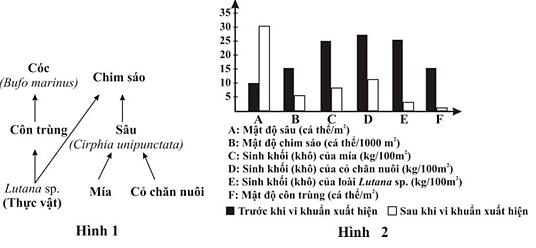 Cóc
(Bufo marinus)
Chim sáo
Côn trùng
Sâu
(Cirphia unipunctata)
Lutana sp.
(Thực vật)
Mía
Cỏ chăn nuôi
Hình 1
35
30
25
20
15
10
5
A B C D E F
A: Mật độ sâu (cá thể/m²)
B: Mật độ chim sáo (cá thể/1000 m²)
C: Sinh khối (khô) của mía (kg/100m²)
D: Sinh khối (khô) của cỏ chăn nuôi (kg/100m²)
E: Sinh khối (khô) của loài Lutana sp. (kg/100m²)
F: Mật độ côn trùng (cá thể/m²)
Trước khi vi khuẩn xuất hiện Sau khi vi khuẩn xuất hiện
Hình 2